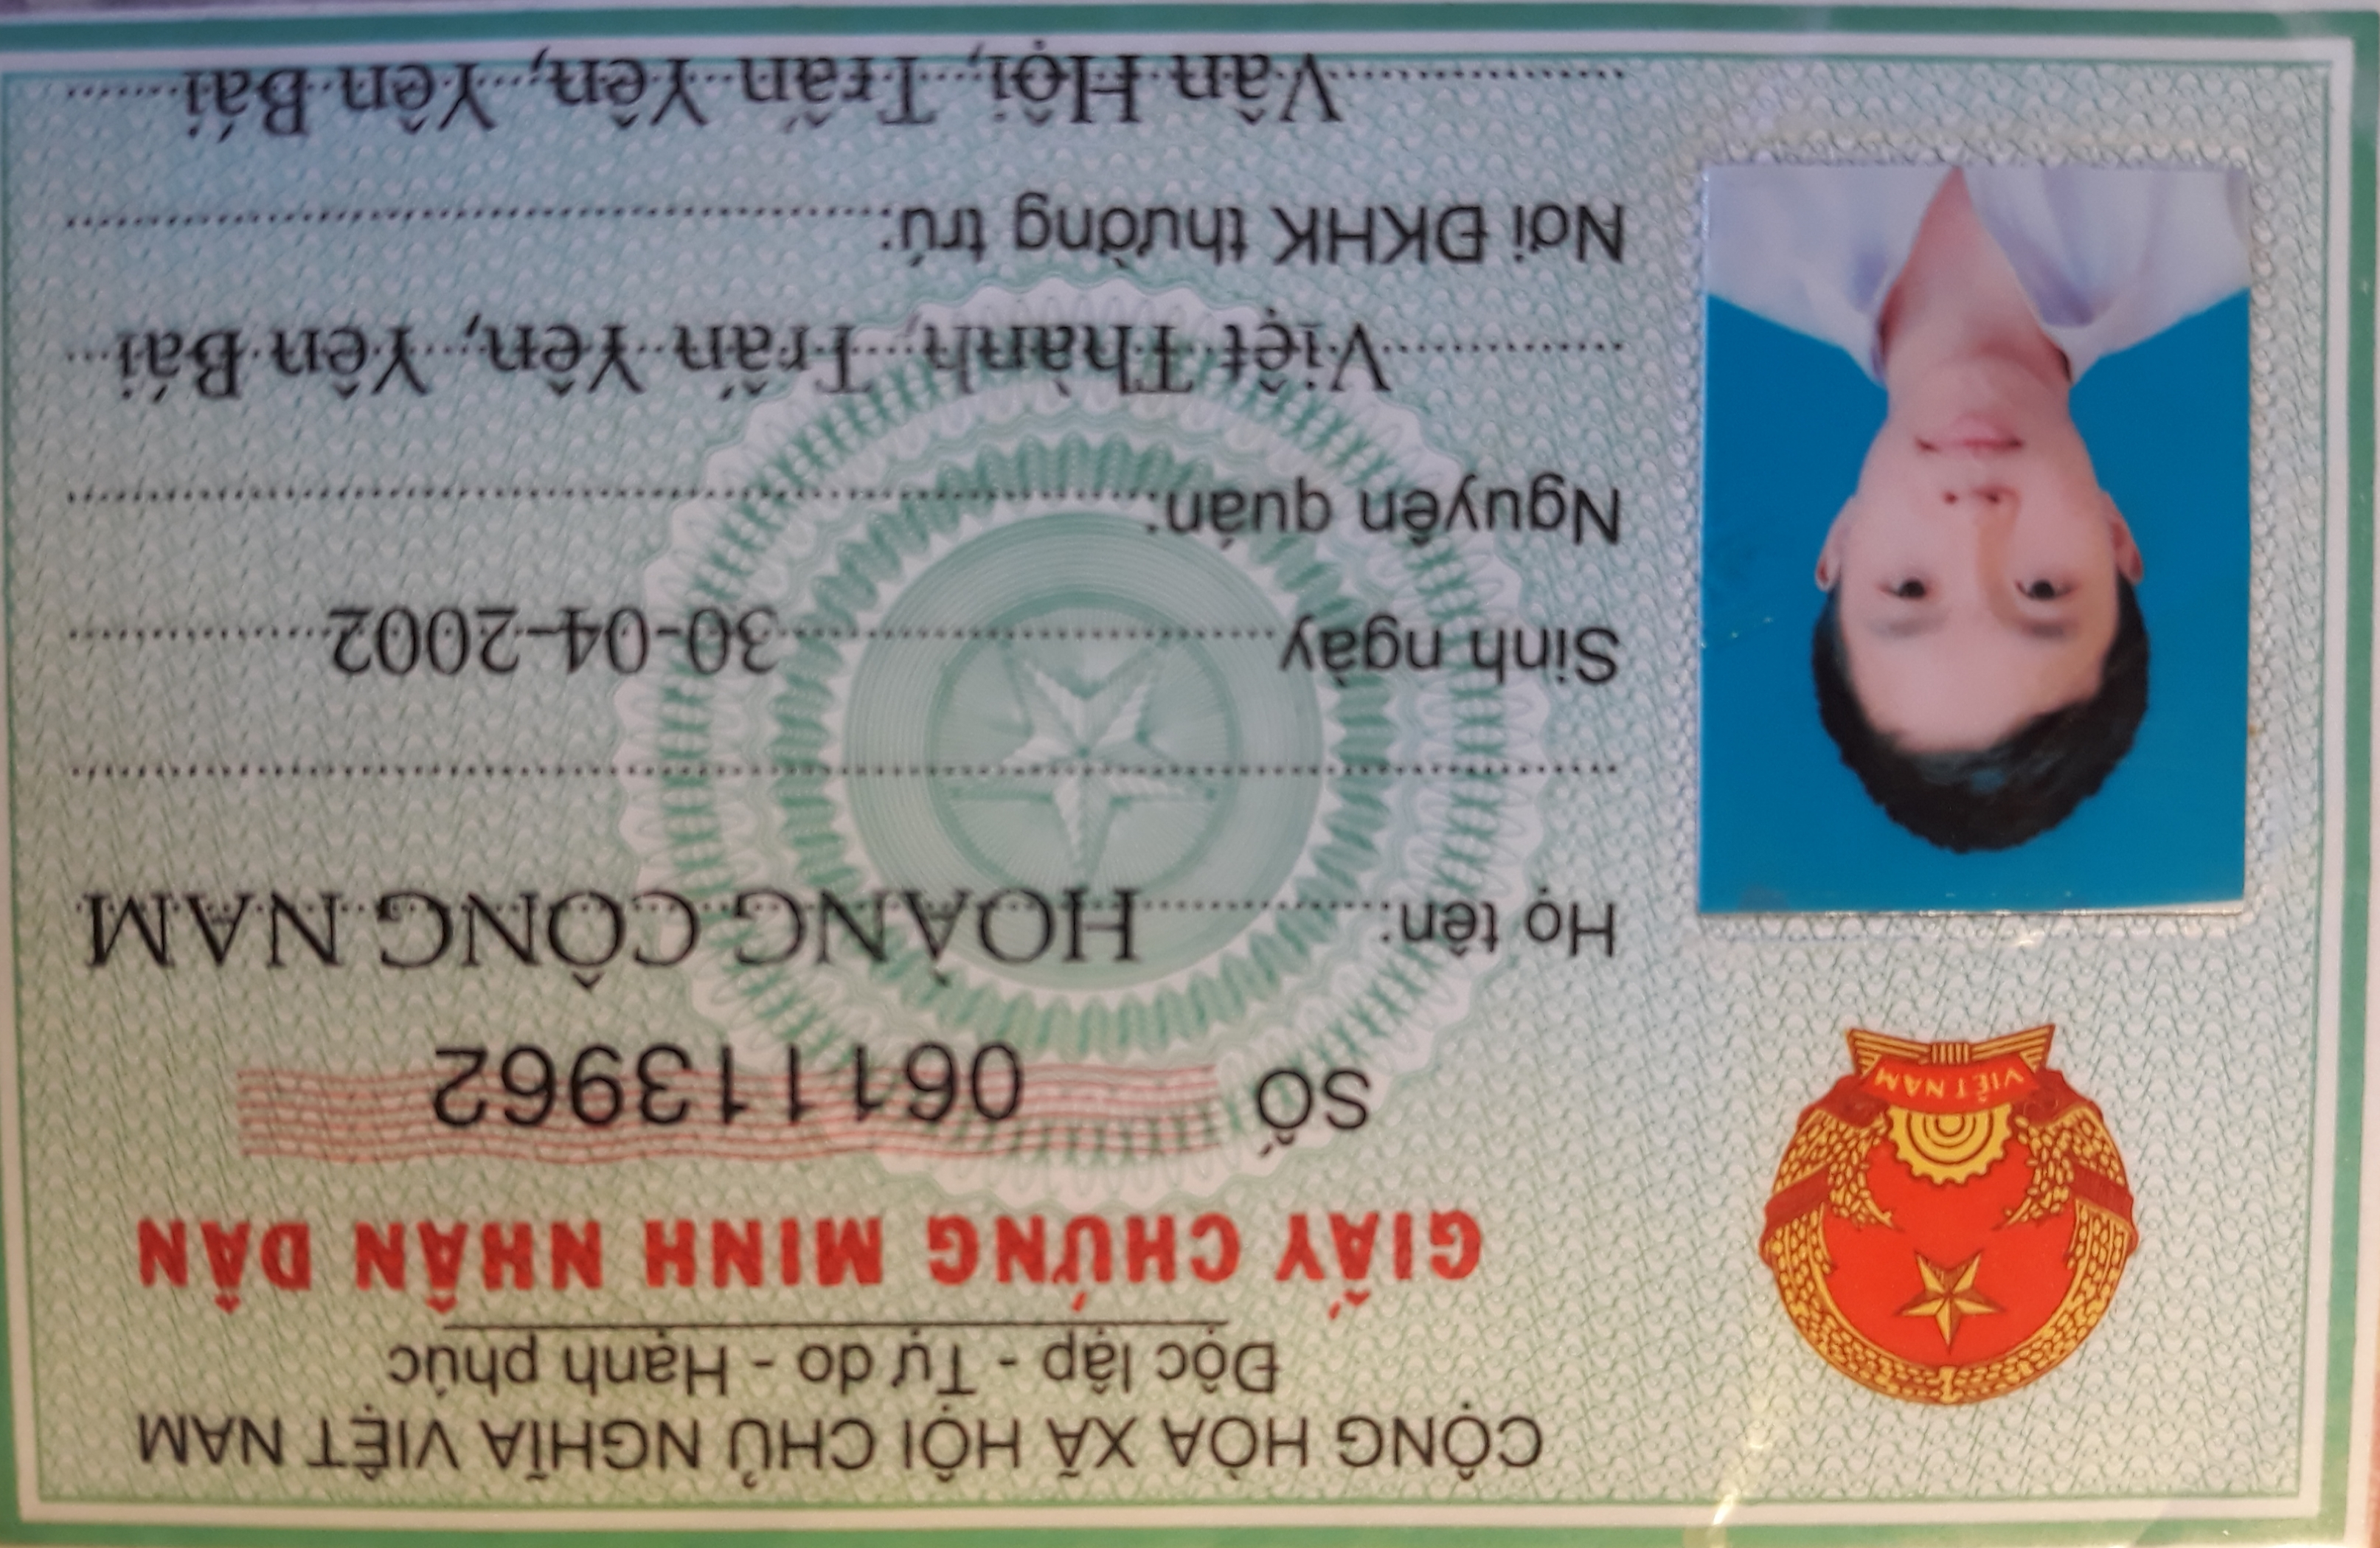 CỘNG HÒA XÃ HỘI CHỦ NGHĨA VIỆT NAM
Độc lập - Tự do - Hạnh phúc
GIẤY CHỨNG MINH NHÂN DÂN
VIỆT NAM
SỐ 061113962
Họ tên: HOÀNG CÔNG NAM
Sinh ngày 30-04-2002
Nguyên quán:
Việt Thành, Trấn Yên, Yên Bái
Nơi ĐKHK thường trú:
Vân Hội, Trấn Yên, Yên Bái